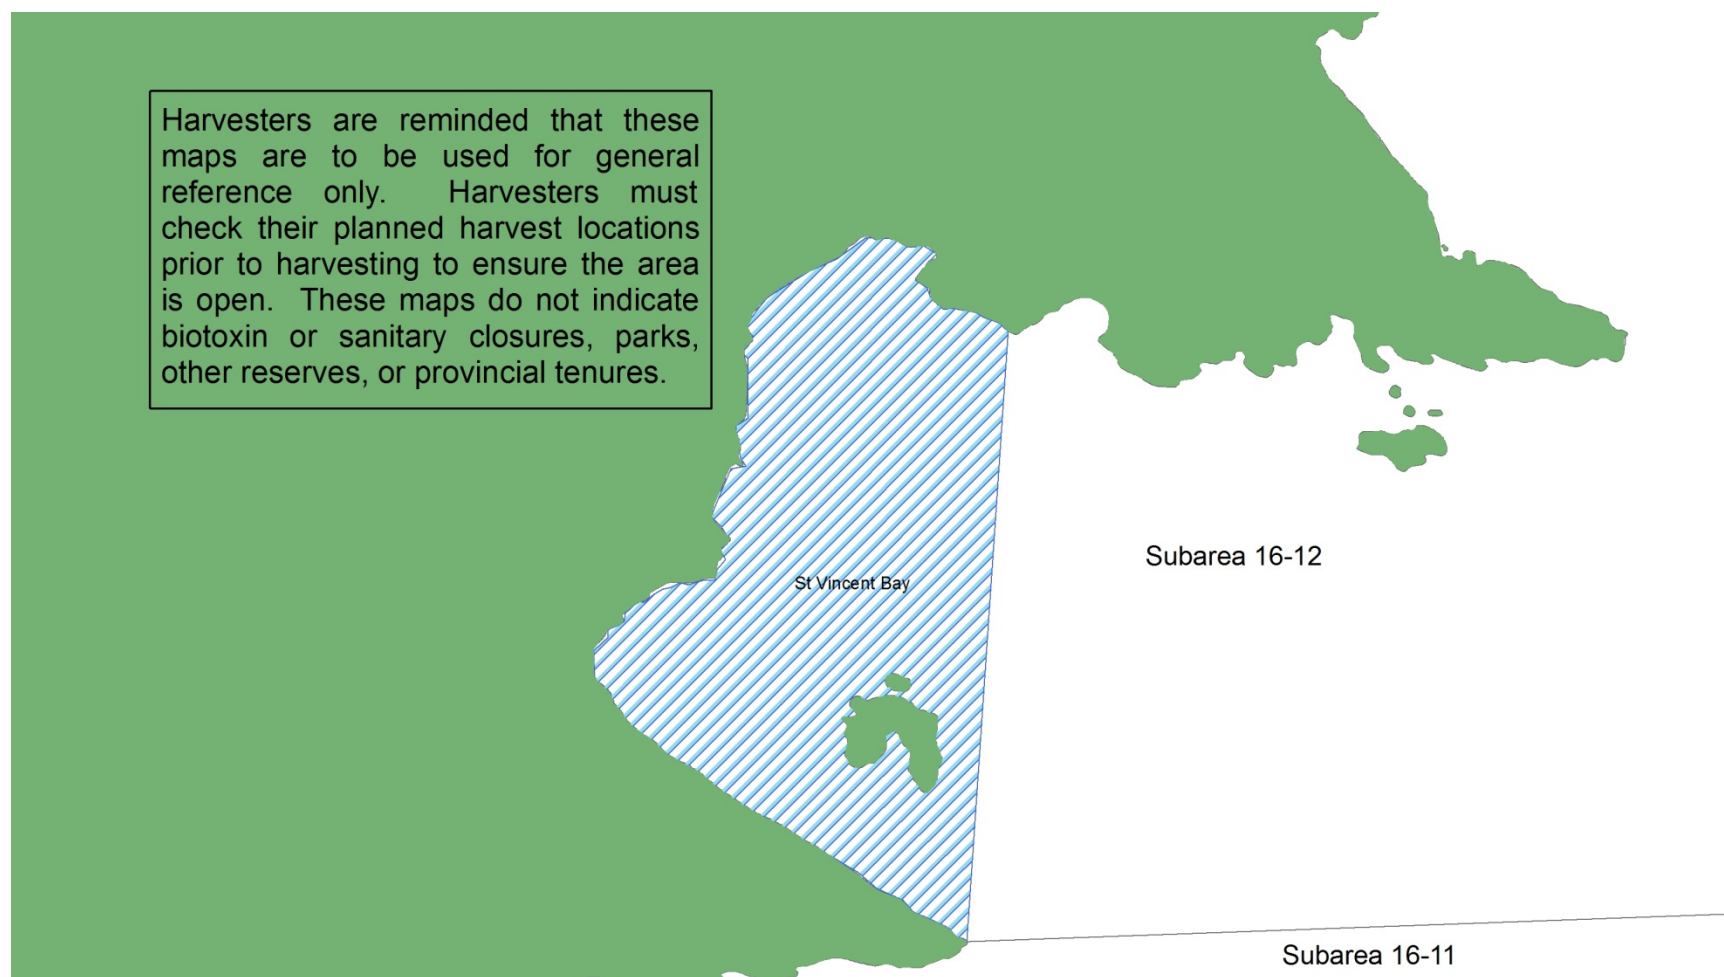 Harvesters are reminded that these
maps are to be used for general
reference only. Harvesters must
check their planned harvest locations
prior to harvesting to ensure the area
is open. These maps do not indicate
biotoxin or sanitary closures, parks,
other reserves, or provincial tenures.
Subarea 16-12
St Vincent Bay
Subarea 16-11